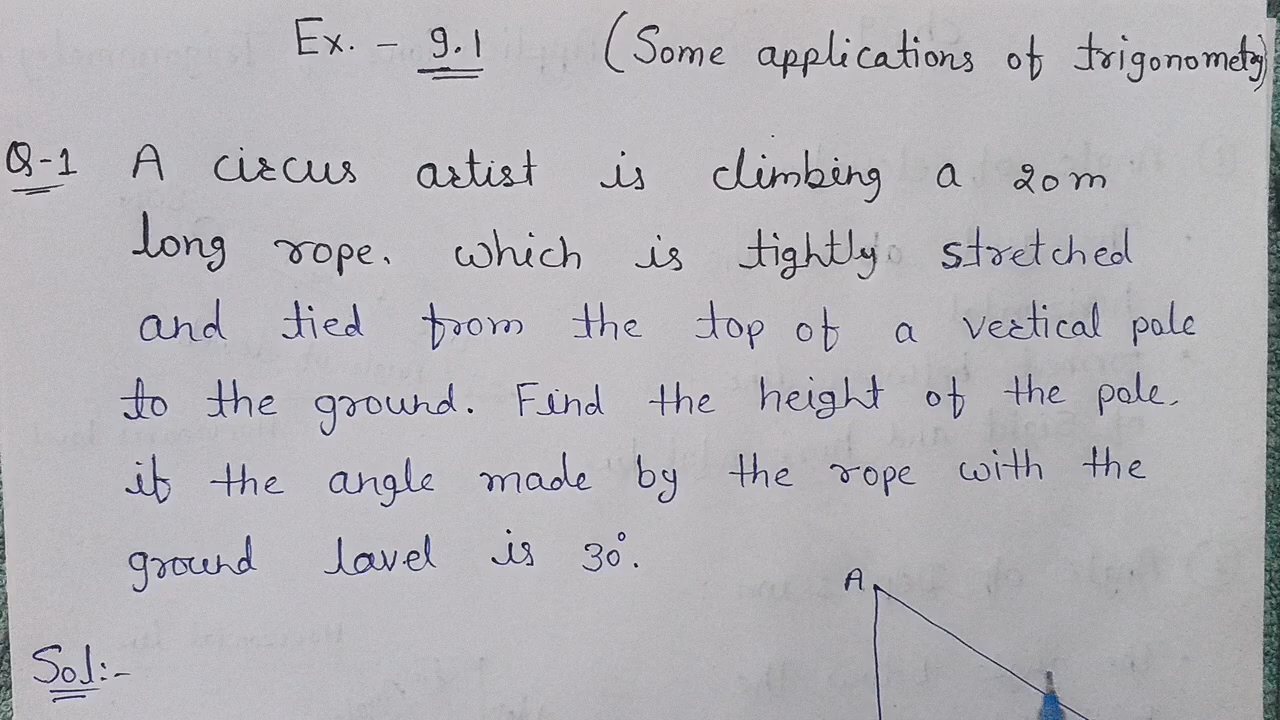 Ex. - 9.1 (Some applications of trigonometry)
Q-1 A circus artist is climbing a 20m
long rope. which is tightly stretched
and tied from the top of a vertical pole
to the ground. Find the height of the pole.
if the angle made by the rope with the
ground lavel is 30°.
A
Sol:-